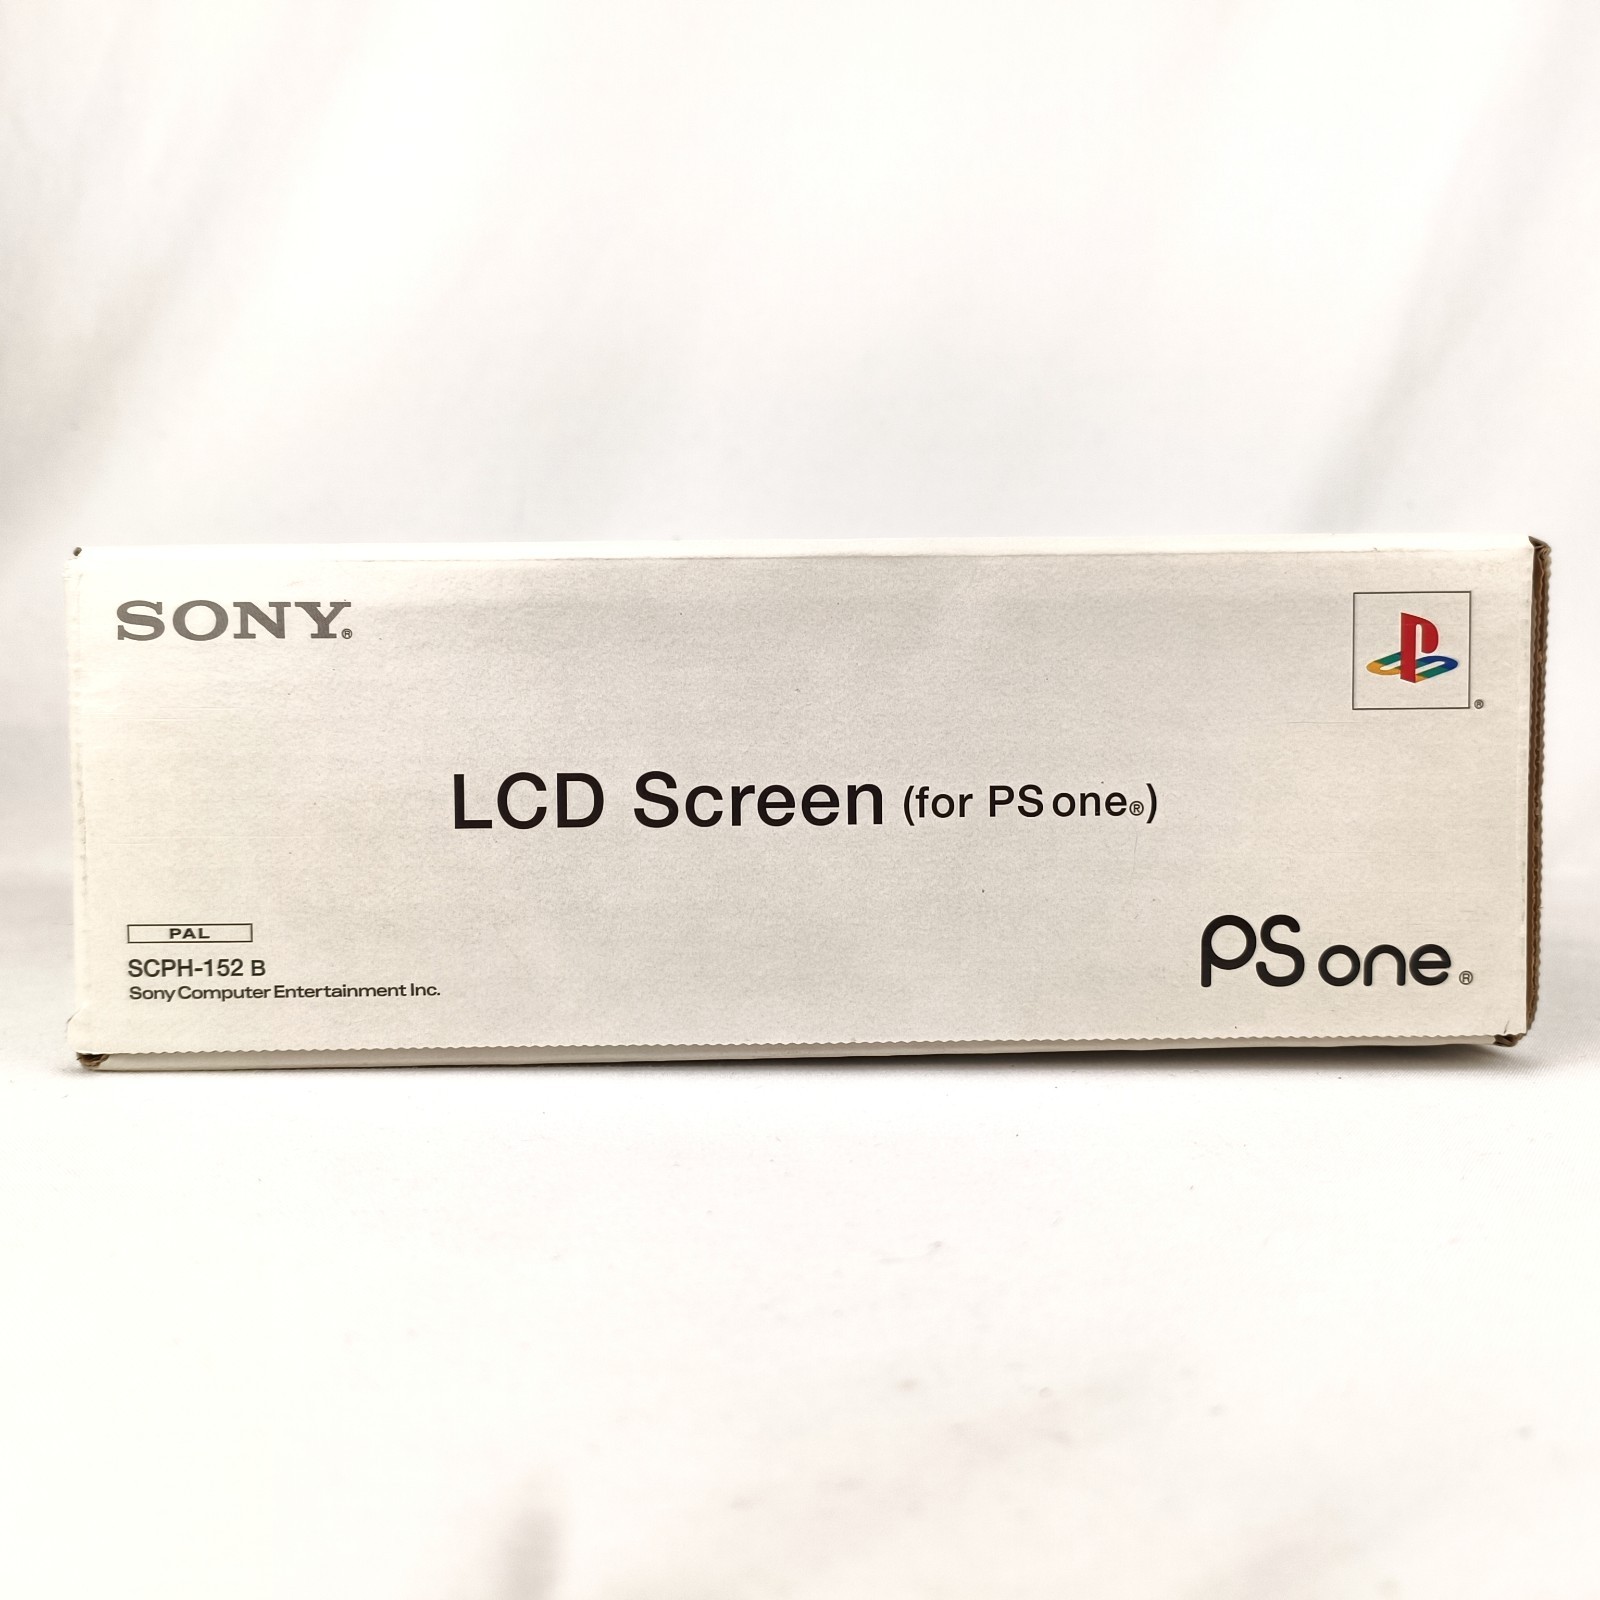 SONY®
LCD Screen (for PS one®)
PAL
SCPH-152 B
Sony Computer Entertainment Inc.
PS one®